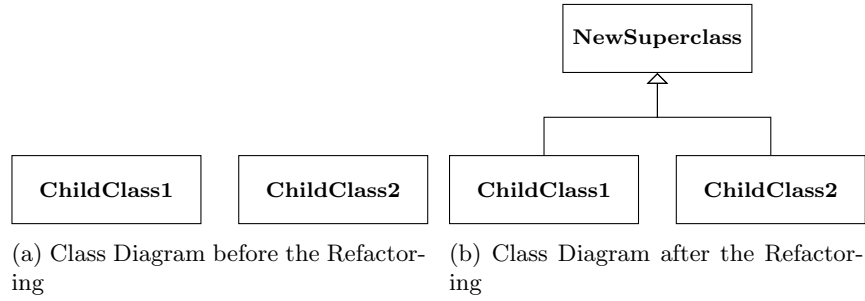 NewSuperclass
ChildClass1
ChildClass2
ChildClass1
ChildClass2
(a) Class Diagram before the Refactor-
ing
(b) Class Diagram after the Refactor-
ing